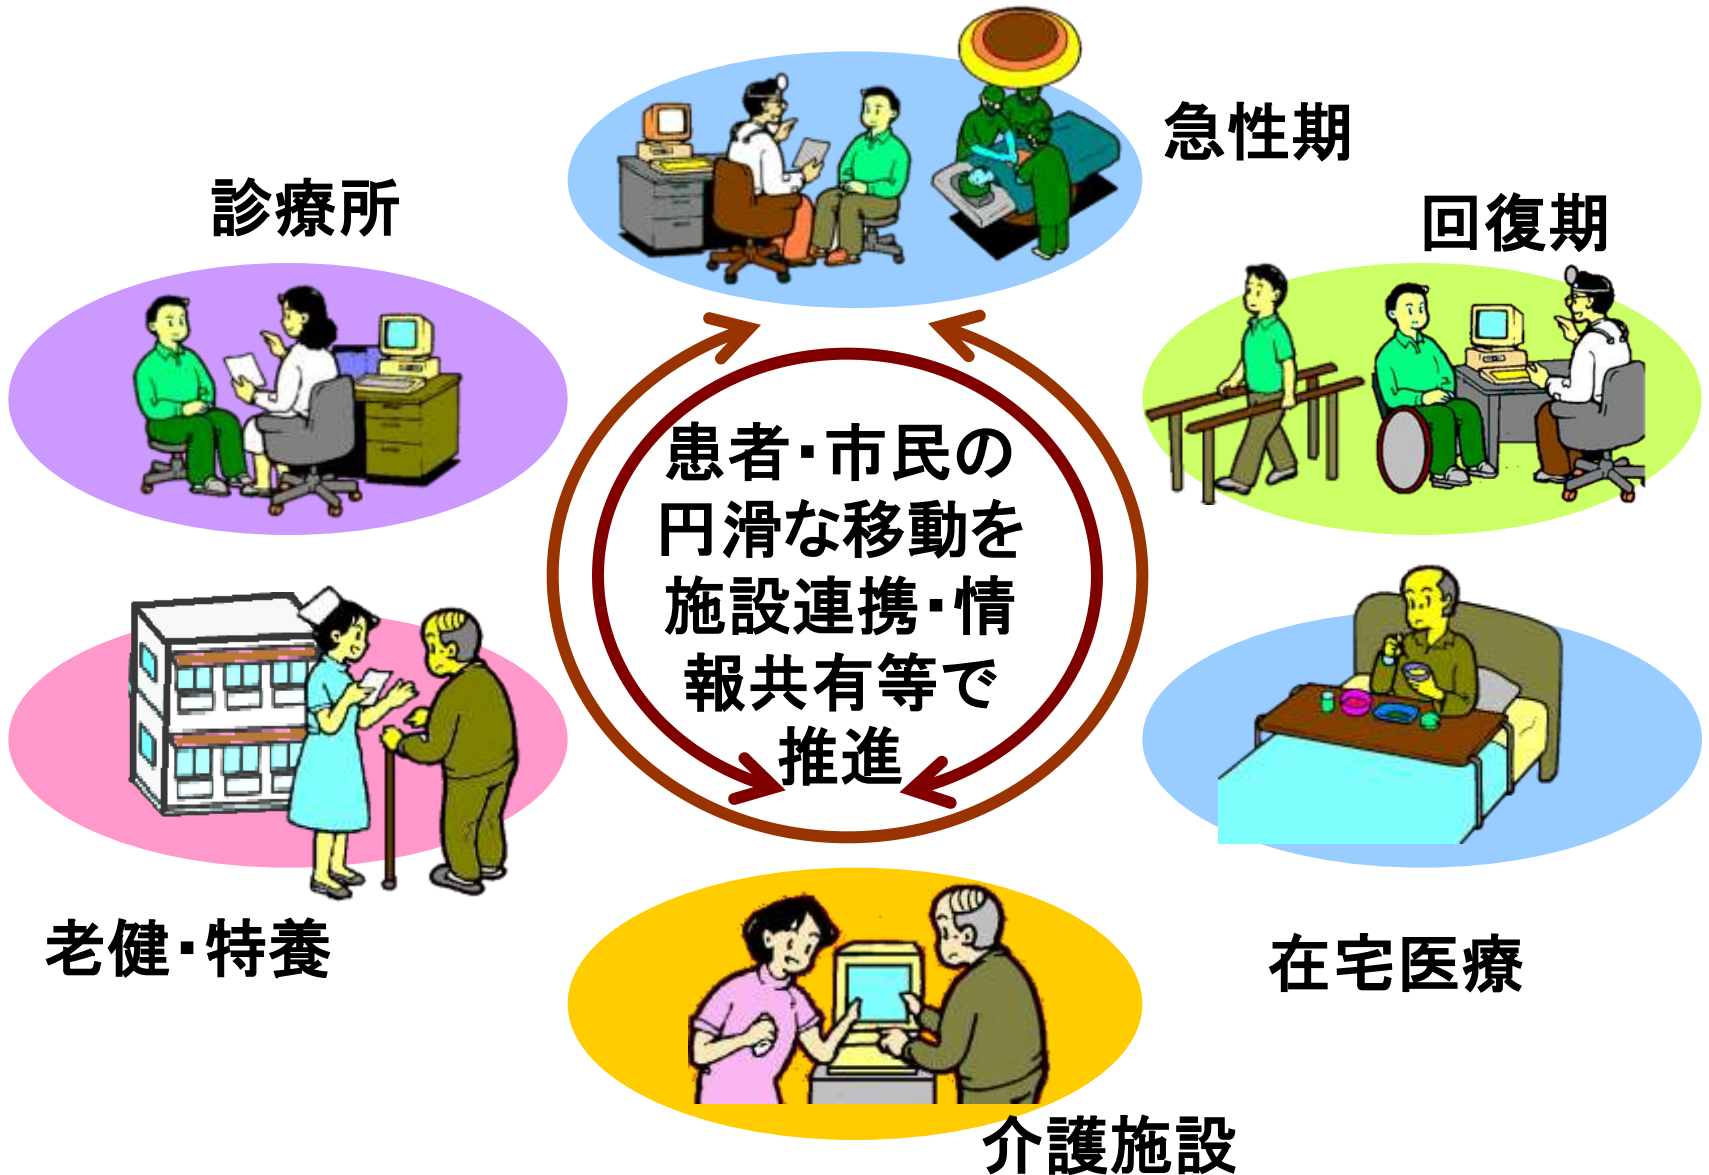 急性期
診療所
回復期
患者・市民の
円滑な移動を
施設連携・情
報共有等で
推進
老健・特養
在宅医療
介護施設